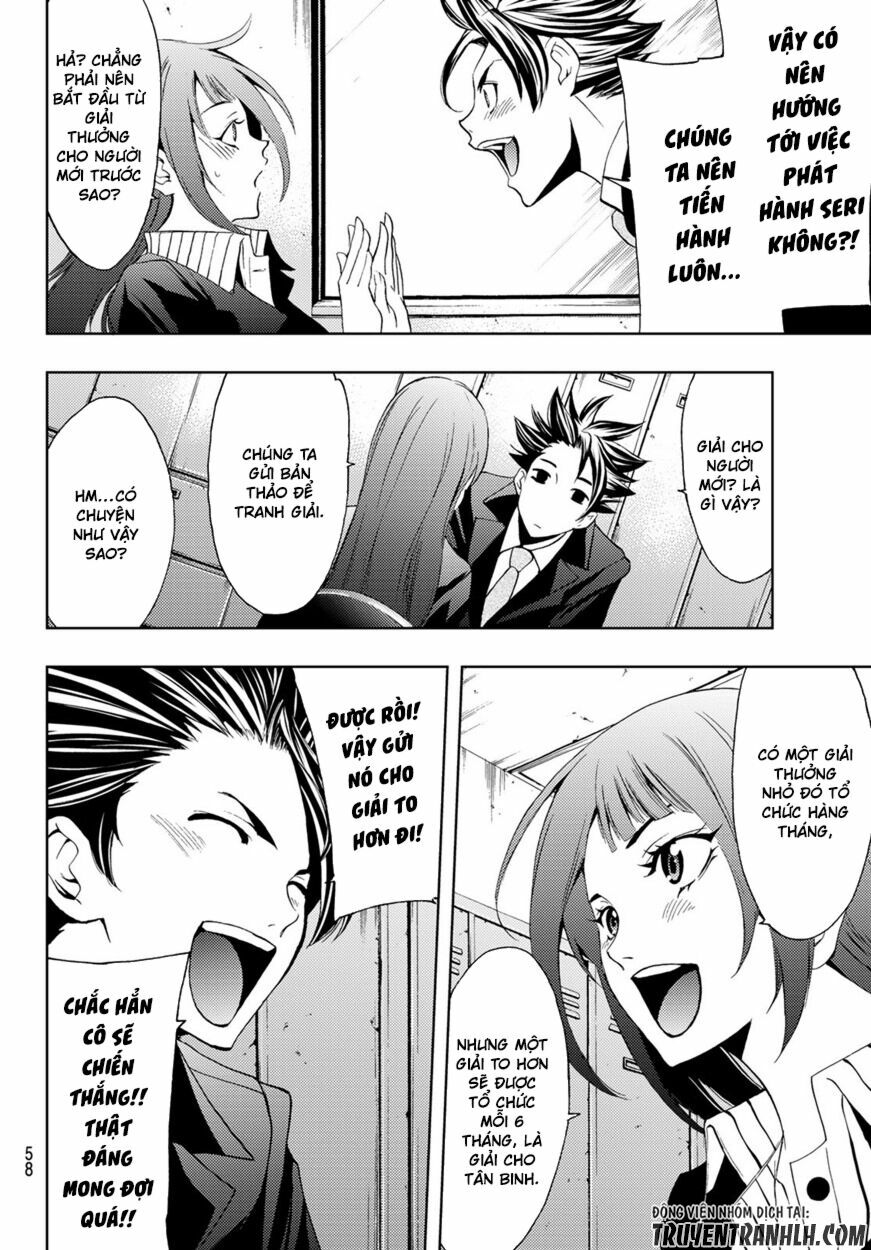 VẬY CÓ
NÊN
HƯỚNG
TỚI VIỆC
PHÁT
HÀNH SERI
KHÔNG?!
CHÚNG
TA NÊN
TIẾN
HÀNH
LUÔN...
HẢ? CHẲNG
PHẢI NÊN
BẮT ĐẦU TỪ
GIẢI
THƯỞNG
CHO NGƯỜI
MỚI TRƯỚC
SAO?
GIẢI CHO
NGƯỜI
MỚI? LÀ
GÌ VẬY?
CHÚNG TA
GỬI BẢN
THẢO ĐỂ
TRANH GIẢI.
HM...CÓ
CHUYỆN
NHƯ VẬY
SAO?
CÓ MỘT GIẢI
THƯỞNG
NHỎ ĐÓ TỔ
CHỨC HÀNG
THÁNG,
NHƯNG MỘT
GIẢI TO HƠN
SẼ ĐƯỢC
TỔ CHỨC
MỖI 6
THÁNG, LÀ
GIẢI CHO
TÂN BINH.
ĐƯỢC RỒI!
VẬY GỬI
NÓ CHO
GIẢI TO
HƠN ĐI!
CHẮC HẲN
CÔ SẼ
CHIẾN
THẮNG!!
THẬT
ĐÁNG
MONG ĐỢI
QUÁ!!
58
ĐỘNG VIÊN NHÓM DỊCH TẠI:
TRUYENTRANHLH.COM